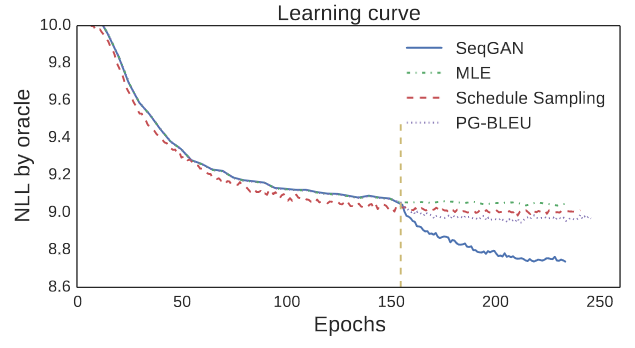 Learning curve
NLL by oracle
10.0
9.8
9.6
9.4
9.2
9.0
8.8
8.6
SeqGAN
MLE
Schedule Sampling
PG-BLEU
0 50 100 150 200 250
Epochs